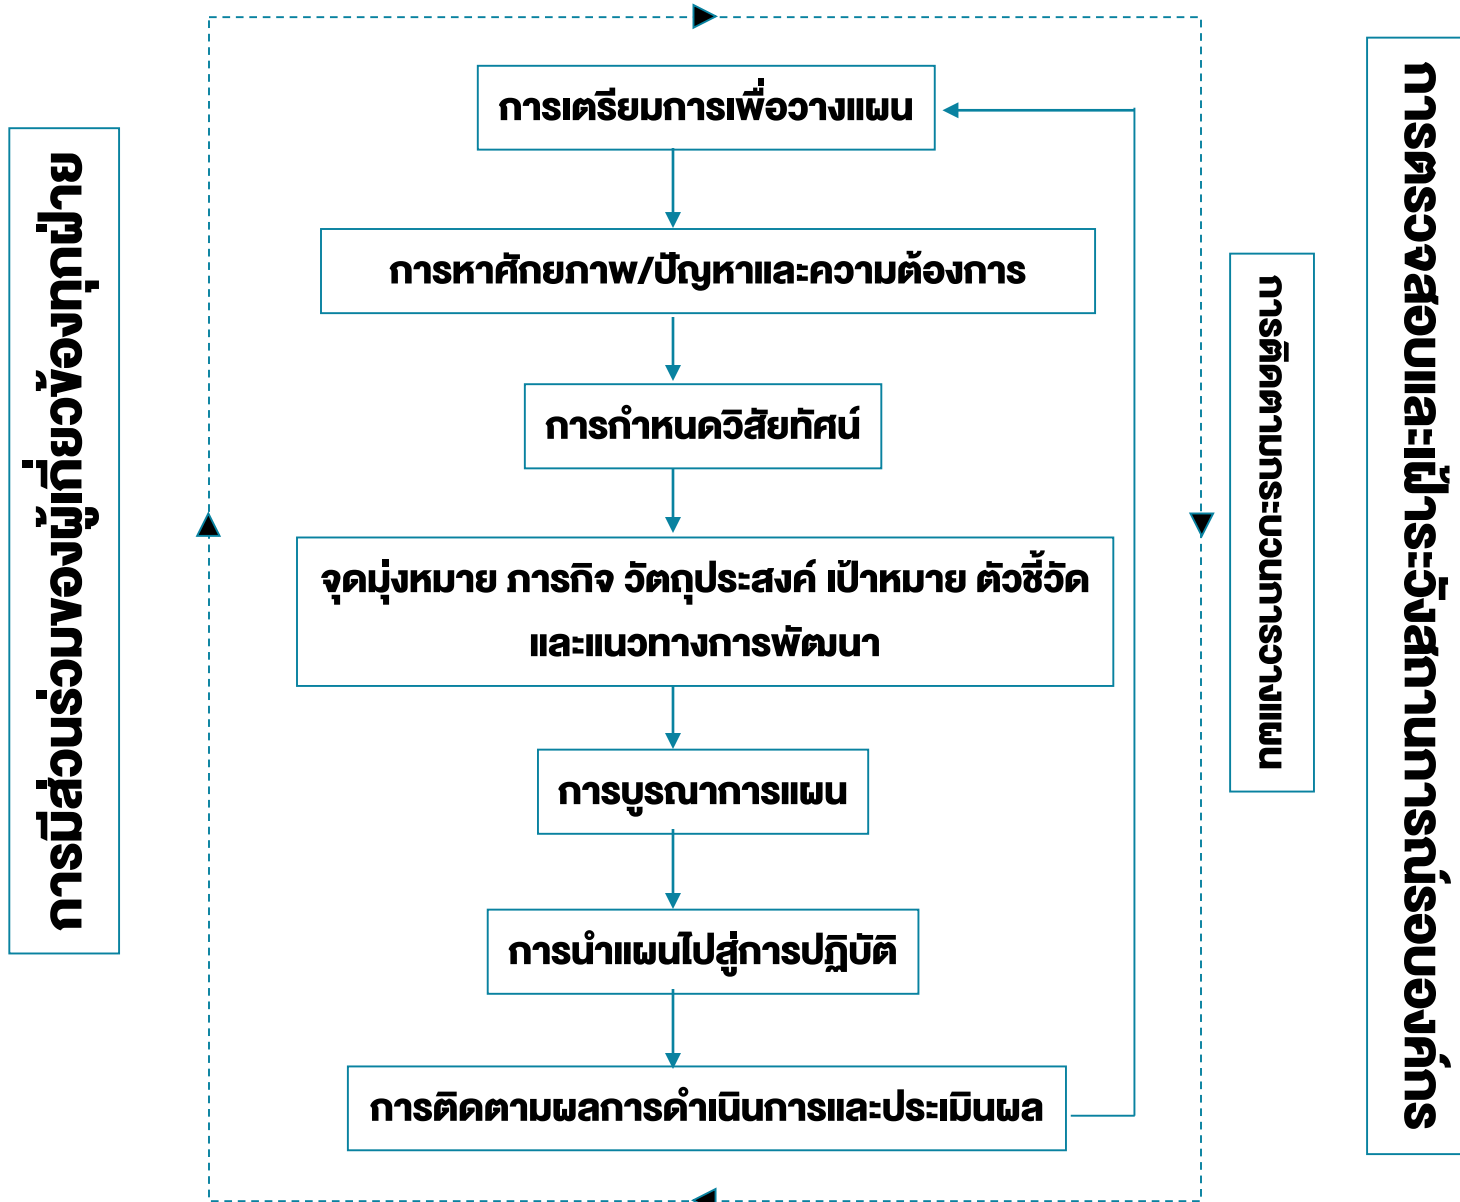 การเตรียมการเพื่อวางแผน
การหาศักยภาพ/ปัญหาและความต้องการ
การกำหนดวิสัยทัศน์
จุดมุ่งหมาย ภารกิจ วัตถุประสงค์ เป้าหมาย ตัวชี้วัด
และแนวทางการพัฒนา
การบูรณาการแผน
การนำแผนไปสู่การปฏิบัติ
การติดตามผลการดำเนินการและประเมินผล
การมีส่วนร่วมของผู้มีส่วนเกี่ยวข้องทุกฝ่าย
การติดตามกระบวนการวางแผน
การตรวจสอบและเฝ้าระวังสถานการณ์รอบองค์กร